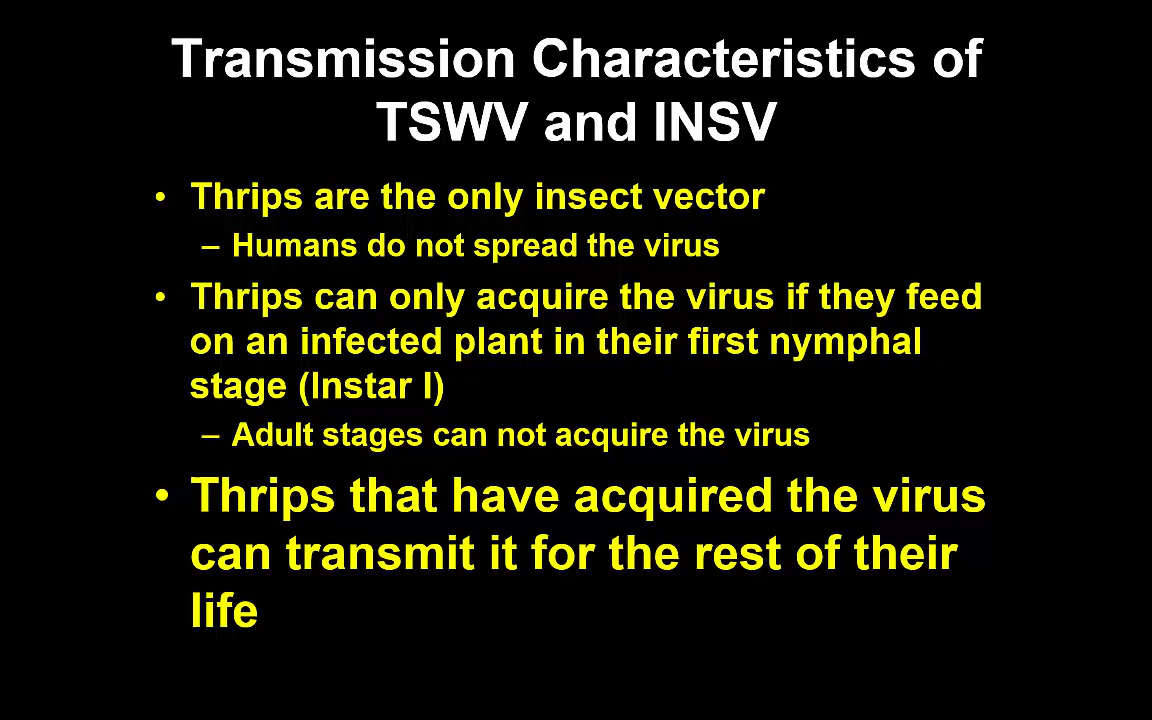 Transmission Characteristics of
TSWV and INSV
• Thrips are the only insect vector
– Humans do not spread the virus
• Thrips can only acquire the virus if they feed
on an infected plant in their first nymphal
stage (Instar I)
– Adult stages can not acquire the virus
• Thrips that have acquired the virus
can transmit it for the rest of their
life